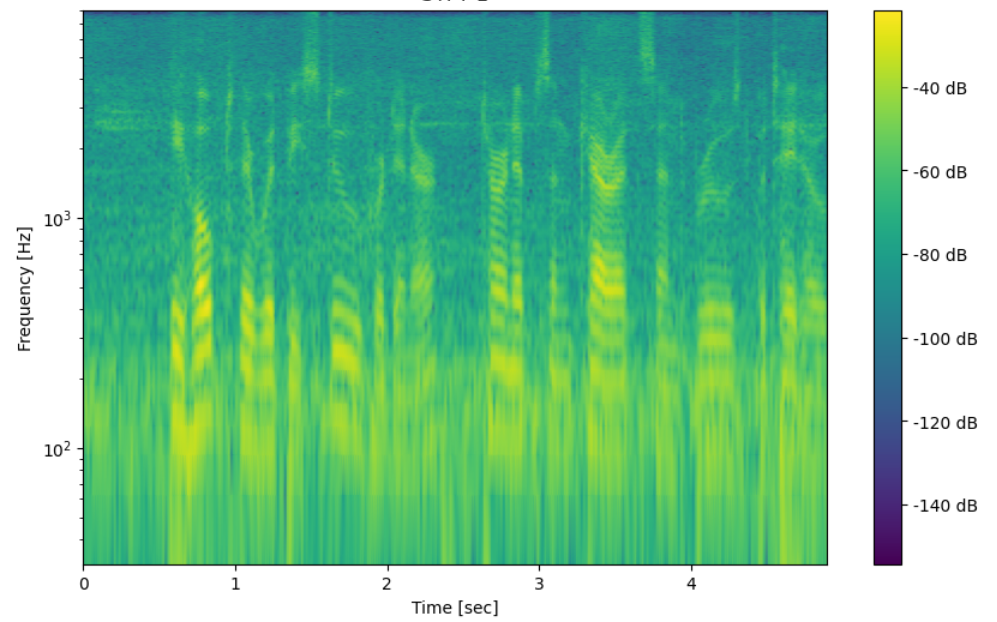 10³
10²
Frequency [Hz]
0
1
2
3
4
Time [sec]
-40 dB
-60 dB
-80 dB
-100 dB
-120 dB
-140 dB